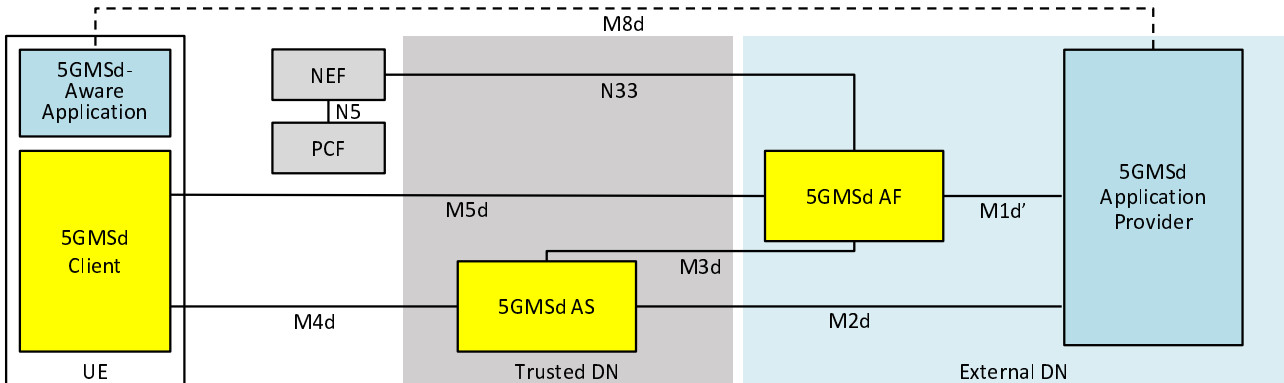 M8d
5GMSd-
Aware
Application
NEF
N33
N5
PCF
5GMSd AF
5GMSd
Application
Provider
M5d
M1d’
5GMSd
Client
M3d
5GMSd AS
M4d
M2d
UE
Trusted DN
External DN